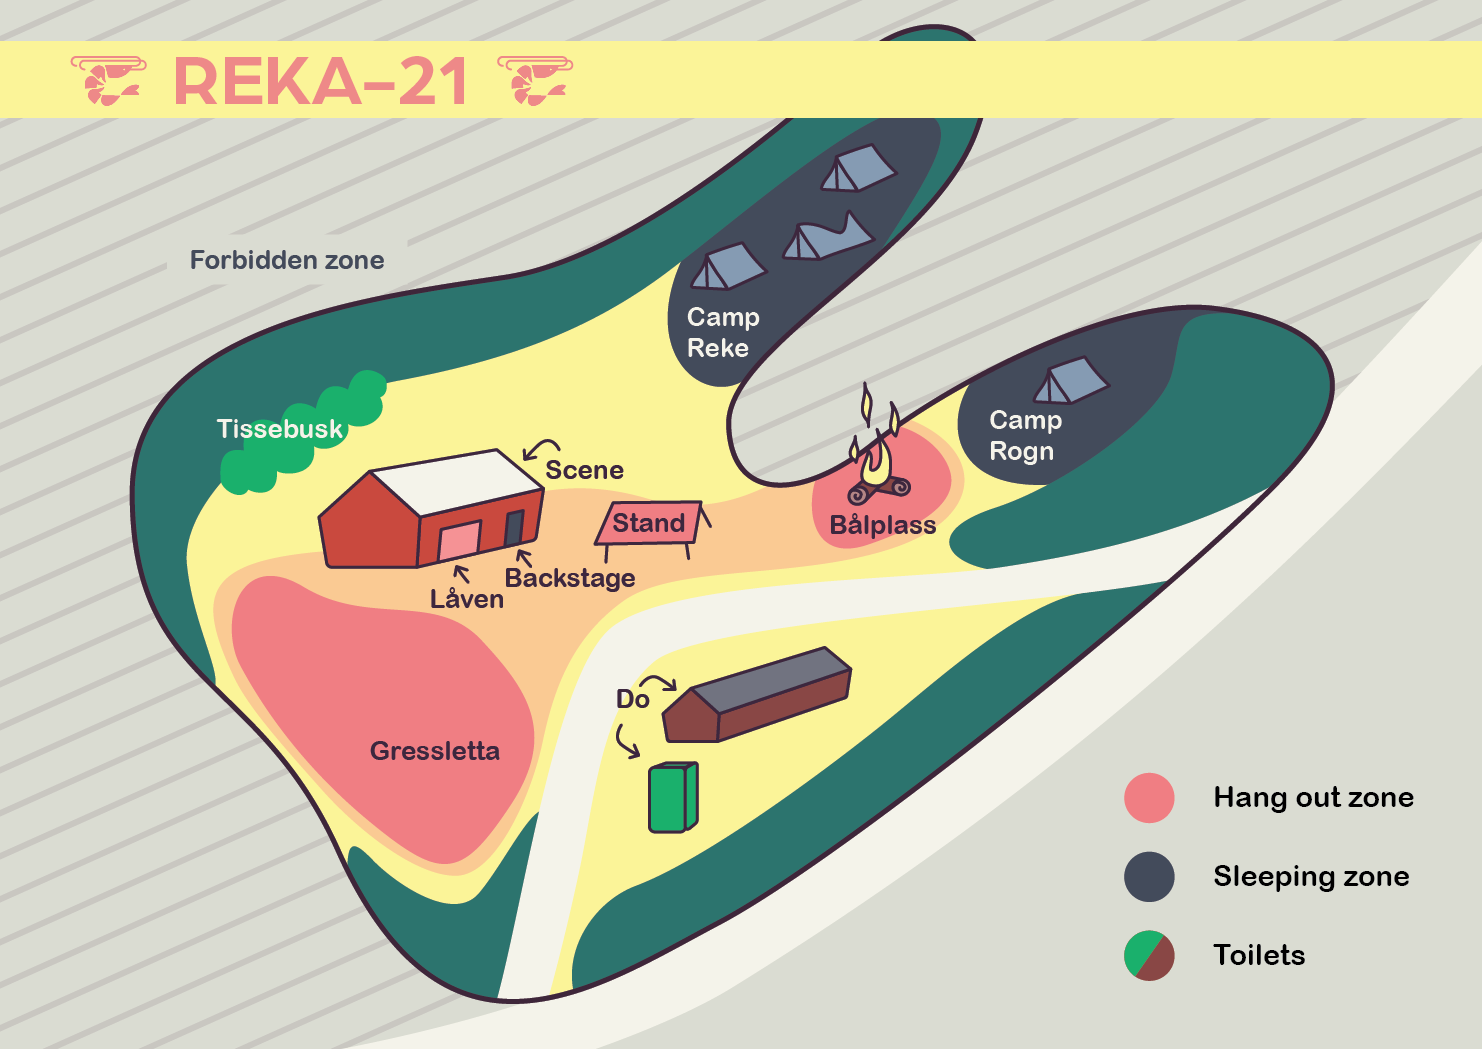 REKA–21
Forbidden zone
Camp
Reke
Camp
Rogn
Tissebusk
Scene
Stand
Bålplass
Backstage
Låven
Do
Gressletta
Hang out zone
Sleeping zone
Toilets